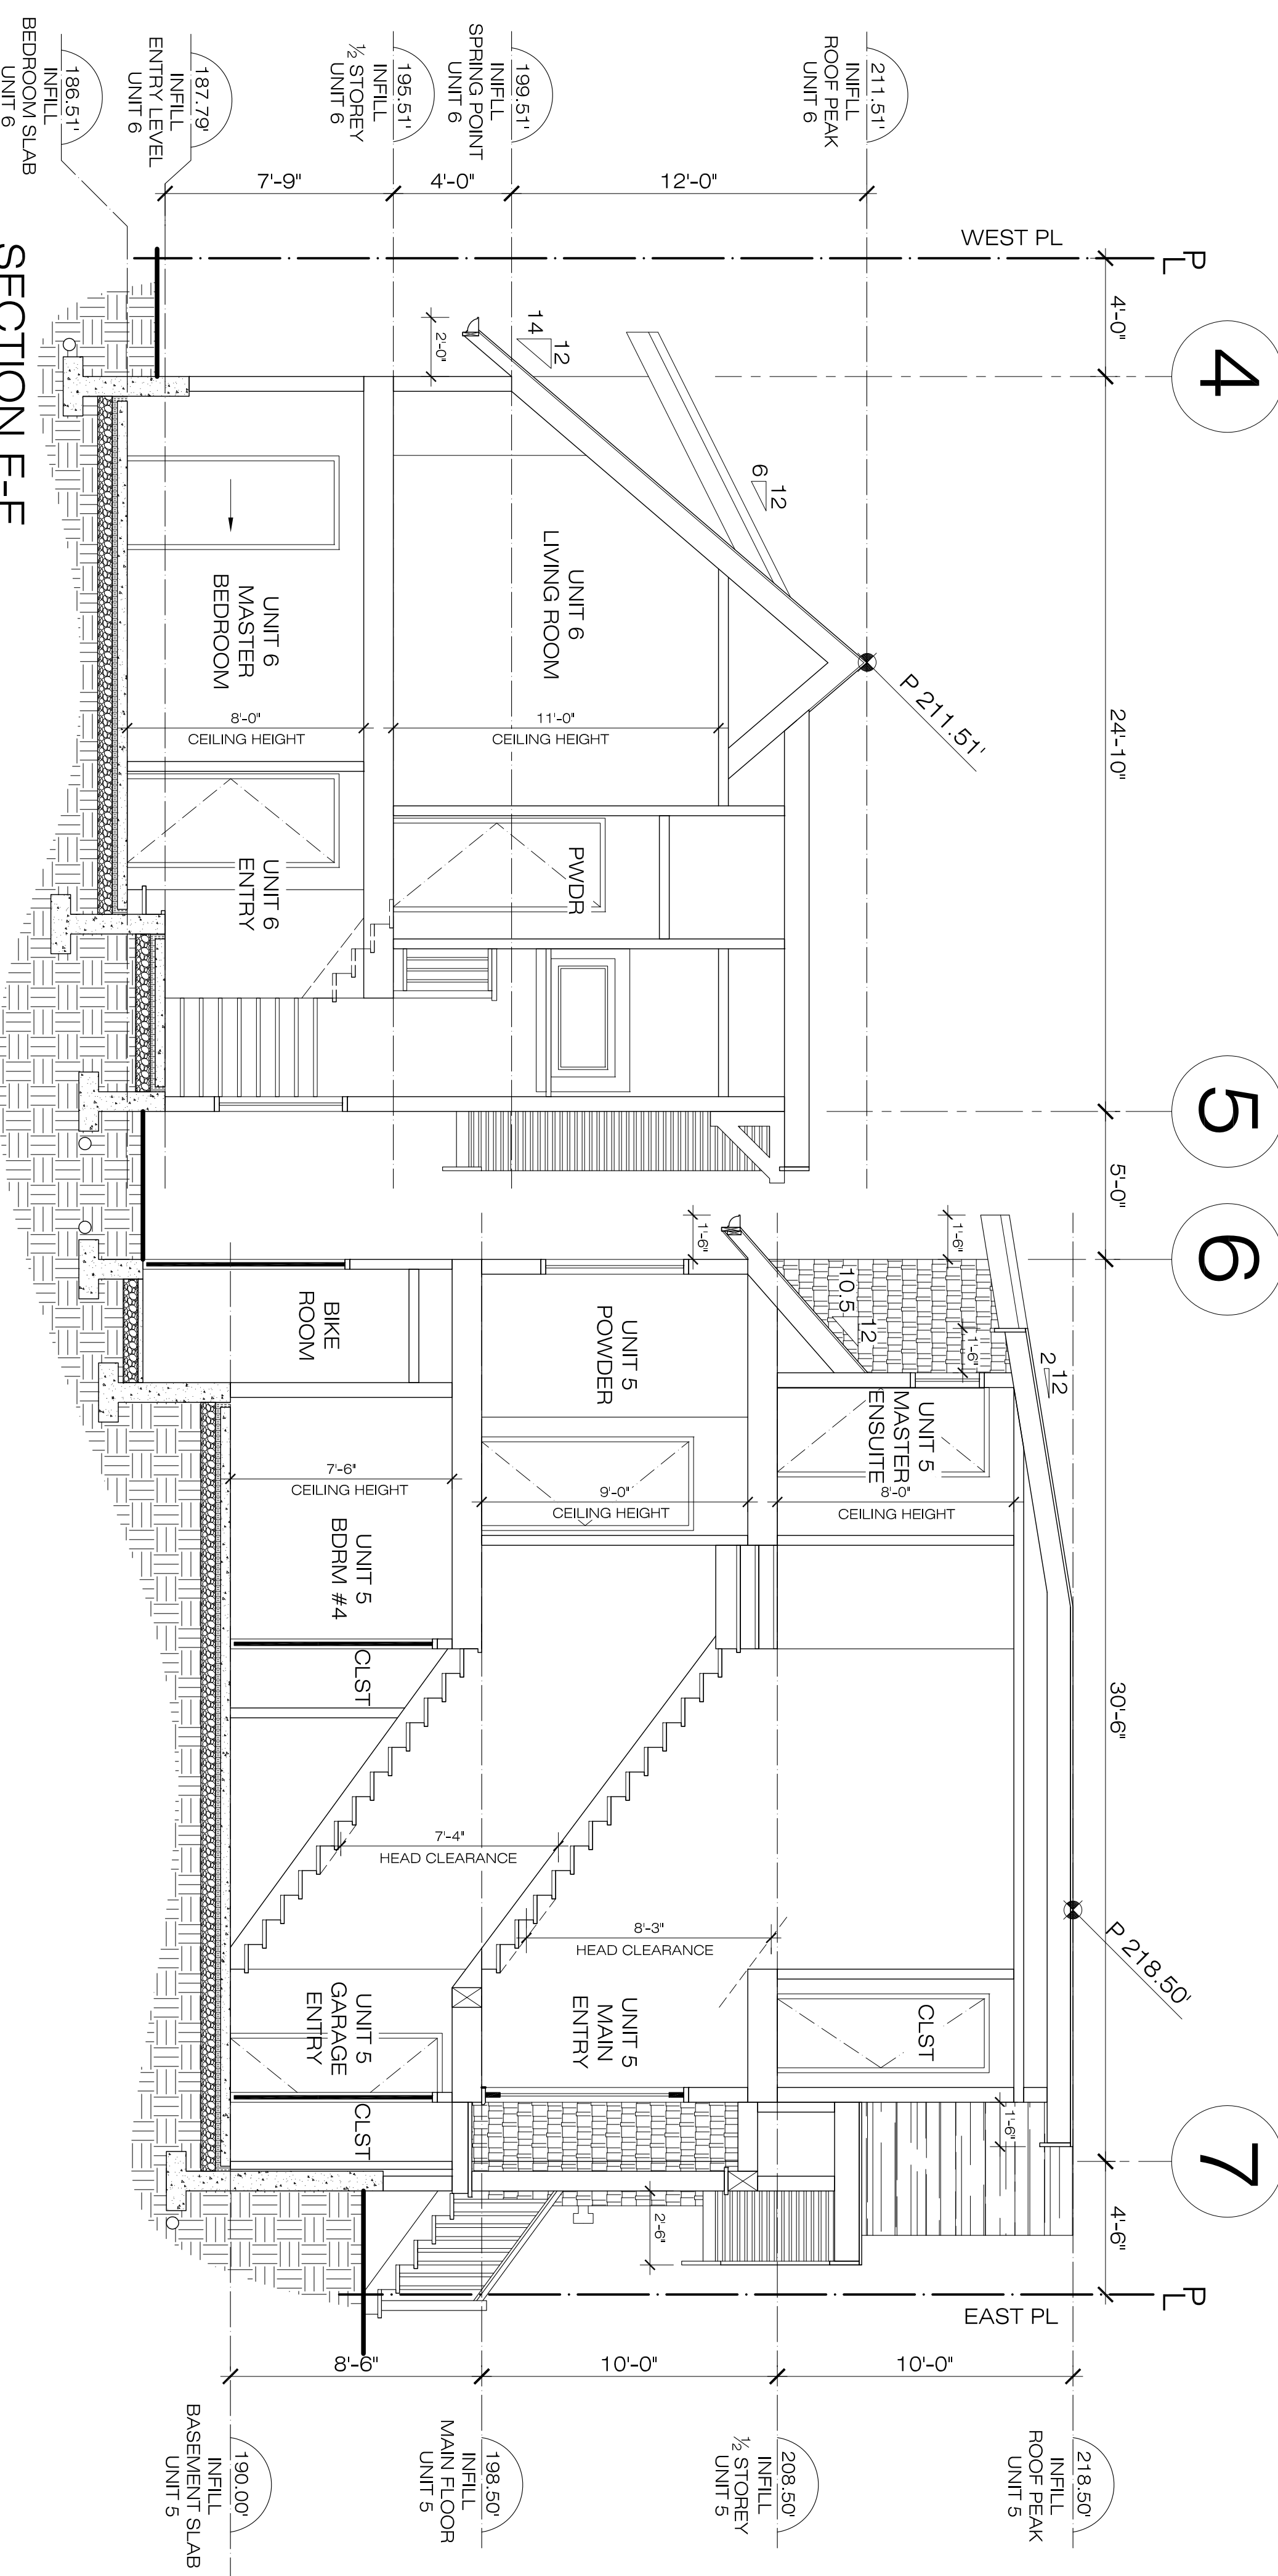 4
5
6
7
P
L
WEST PL
4'-0"
24'-10"
5'-0"
30'-6"
4'-6"
P
L
EAST PL
211.51'
INIFLL
ROOF PEAK
UNIT 6
199.51'
INIFLL
SPRING POINT
UNIT 6
195.51'
INFILL
½ STOREY
UNIT 6
187.79'
INFILL
ENTRY LEVEL
UNIT 6
186.51'
INFILL
BEDROOM SLAB
UNIT 6
12'-0"
4'-0"
7'-9"
2'-0"
14
12
6
12
P 211.51'
UNIT 6
LIVING ROOM
11'-0"
CEILING HEIGHT
PWDR
UNIT 6
MASTER
BEDROOM
8'-0"
CEILING HEIGHT
UNIT 6
ENTRY
1'-6"
1'-6"
1'-6"
10.5
12
2
12
UNIT 5
MASTER
ENSUITE
8'-0"
CEILING HEIGHT
UNIT 5
POWDER
9'-0"
CEILING HEIGHT
BIKE
ROOM
7'-6"
CEILING HEIGHT
UNIT 5
BDRM #4
CLST
7'-4"
HEAD CLEARANCE
8'-3"
HEAD CLEARANCE
P 218.50'
CLST
UNIT 5
MAIN
ENTRY
UNIT 5
GARAGE
ENTRY
CLST
1'-6"
2'-6"
10'-0"
10'-0"
8'-6"
218.50'
INFILL
ROOF PEAK
UNIT 5
208.50'
INFILL
½ STOREY
UNIT 5
198.50'
INFILL
MAIN FLOOR
UNIT 5
190.00'
INFILL
BASEMENT SLAB
UNIT 5
SECTION F-F